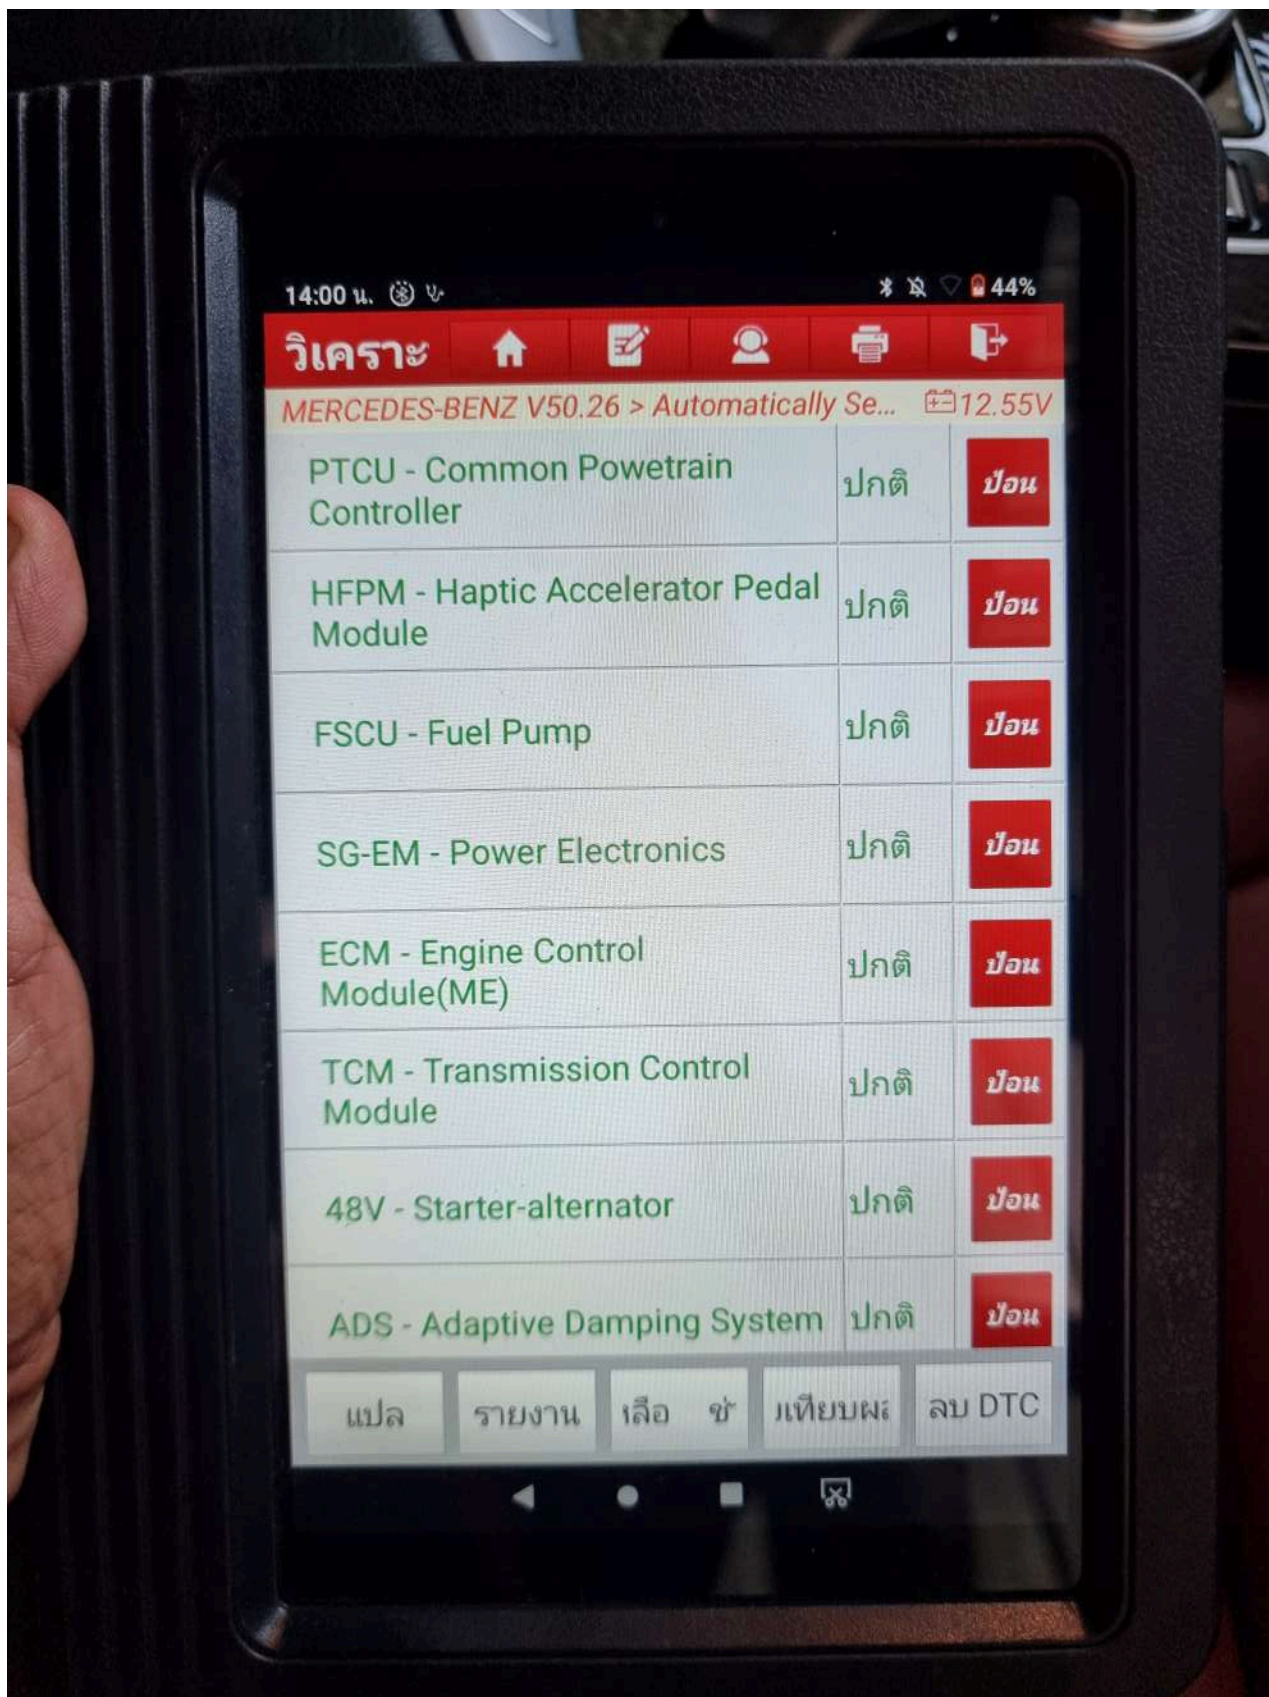 14:00 น. 44%
วิเคราะ
MERCEDES-BENZ V50.26 > Automatically Se... 12.55V
PTCU - Common Powetrain
Controller
ปกติ ป้อน
HFPM - Haptic Accelerator Pedal
Module
ปกติ ป้อน
FSCU - Fuel Pump ปกติ ป้อน
SG-EM - Power Electronics ปกติ ป้อน
ECM - Engine Control
Module(ME)
ปกติ ป้อน
TCM - Transmission Control
Module
ปกติ ป้อน
48V - Starter-alternator ปกติ ป้อน
ADS - Adaptive Damping System ปกติ ป้อน
แปล รายงาน ลบ DTC